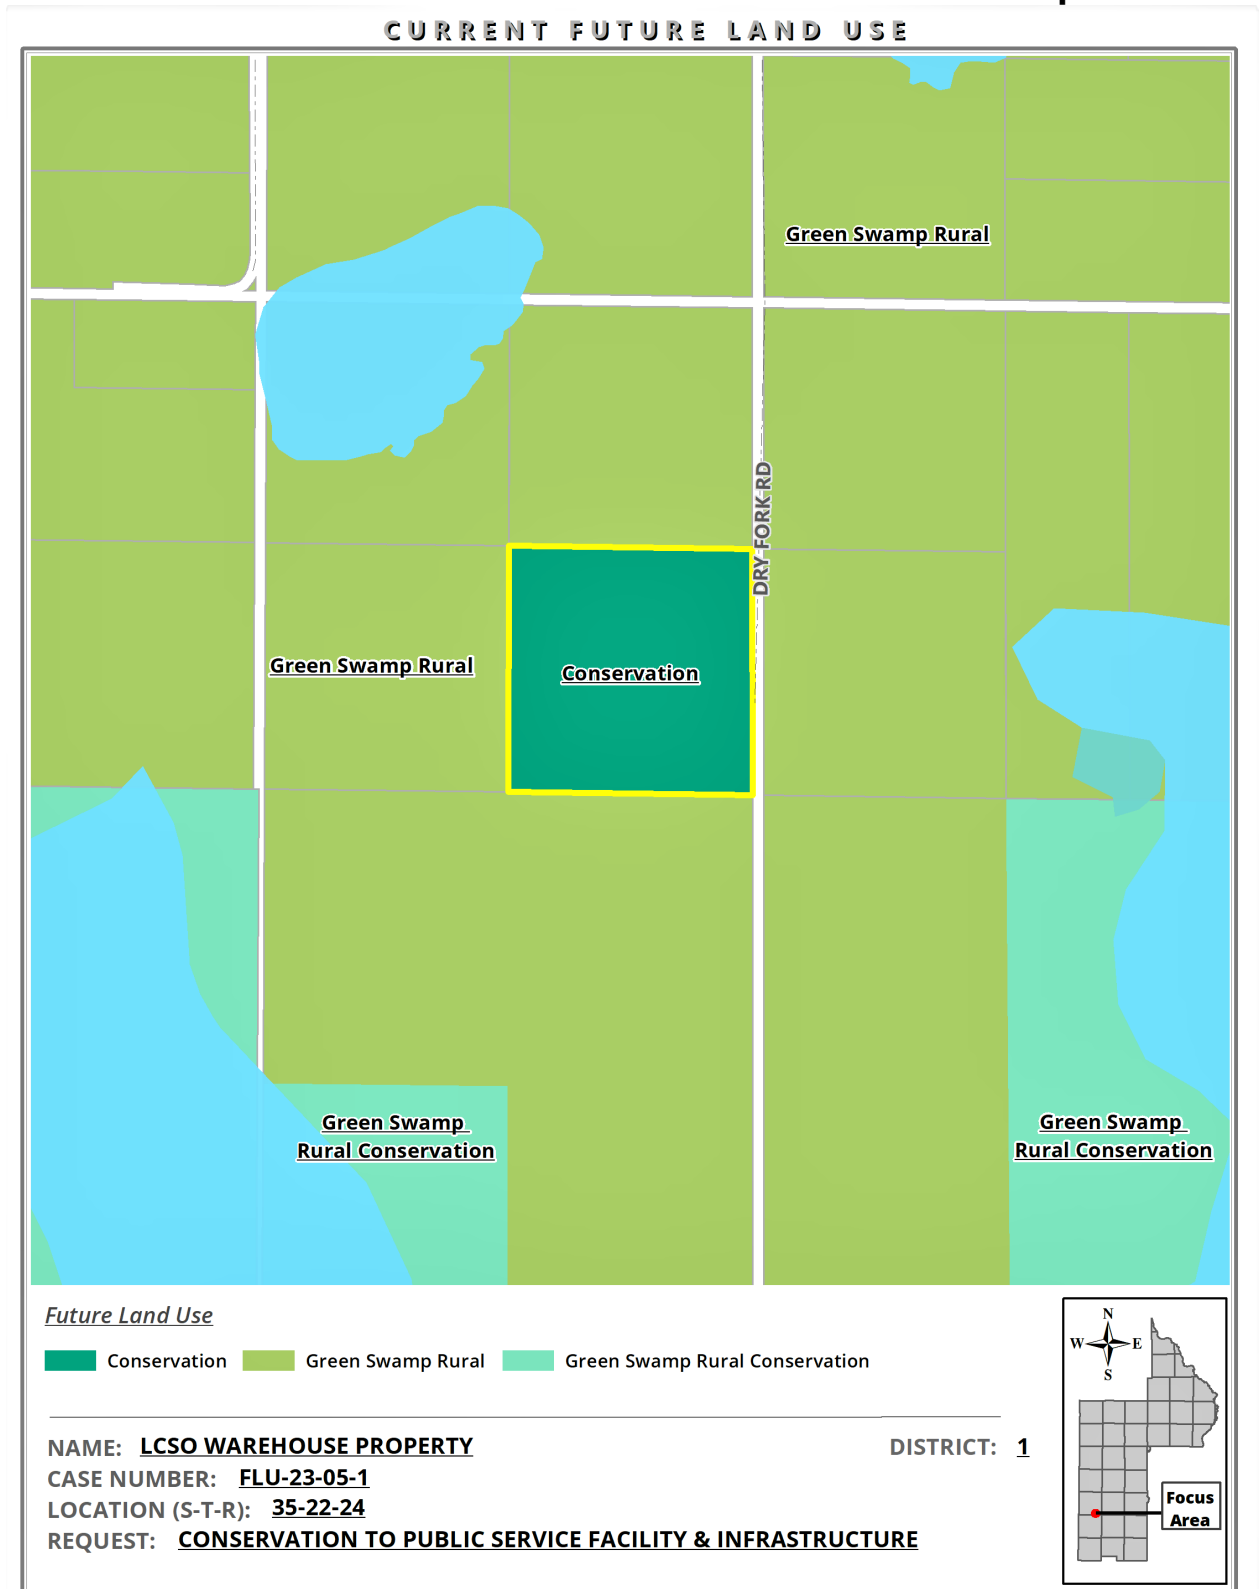 CURRENT FUTURE LAND USE
Green Swamp Rural
DRY FORK RD
Green Swamp Rural
Conservation
Green Swamp
Rural Conservation
Green Swamp
Rural Conservation
Future Land Use
Conservation
Green Swamp Rural
Green Swamp Rural Conservation
N
W
E
S
NAME: LCSO WAREHOUSE PROPERTY
DISTRICT: 1
CASE NUMBER: FLU-23-05-1
LOCATION (S-T-R): 35-22-24
REQUEST: CONSERVATION TO PUBLIC SERVICE FACILITY & INFRASTRUCTURE
Focus
Area